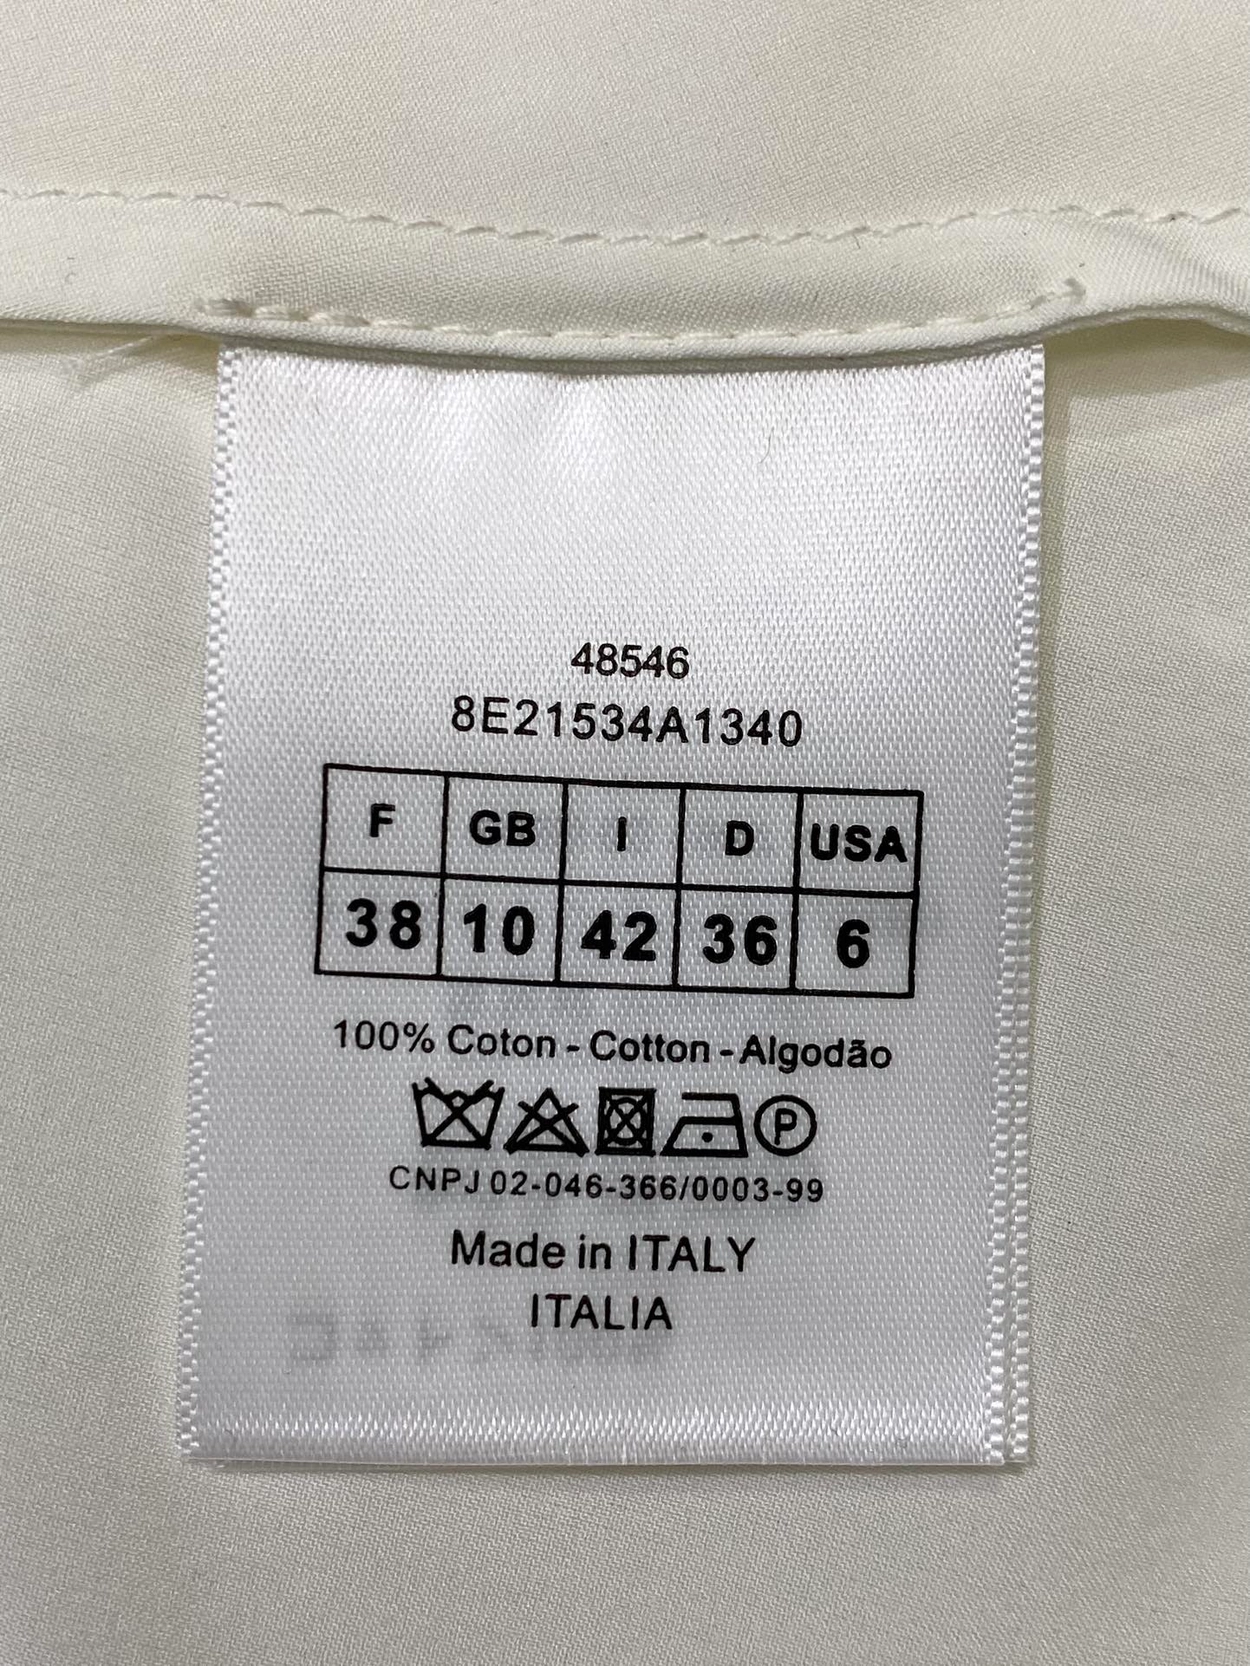 48546
8E21534A1340
F GB I D USA
38 10 42 36 6
100% Coton - Cotton - Algodão
P
CNPJ 02-046-366/0003-99
Made in ITALY
ITALIA